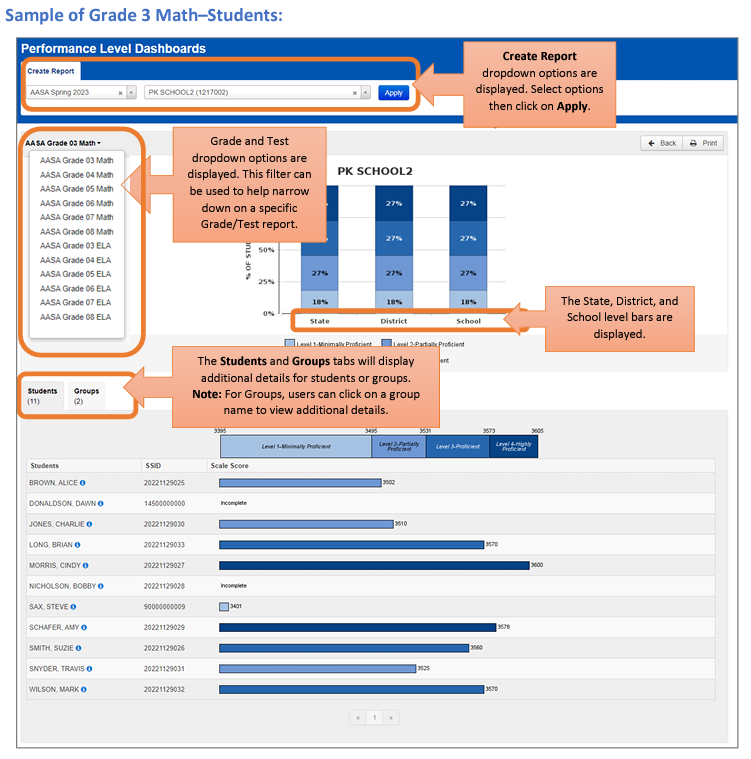 Sample of Grade 3 Math–Students:
Performance Level Dashboards
Create Report
AASA Spring 2023
PK SCHOOL2 (1217002)
Apply
Create Report
dropdown options are
displayed. Select options
then click on Apply.
AASA Grade 03 Math
Back
Print
AASA Grade 03 Math
AASA Grade 04 Math
AASA Grade 05 Math
AASA Grade 06 Math
AASA Grade 07 Math
AASA Grade 08 Math
AASA Grade 03 ELA
AASA Grade 04 ELA
AASA Grade 05 ELA
AASA Grade 06 ELA
AASA Grade 07 ELA
AASA Grade 08 ELA
Grade and Test
dropdown options are
displayed. This filter can
be used to help narrow
down on a specific
Grade/Test report.
PK SCHOOL2
27% 27%
27% 27%
50%
27% 27% 27%
25%
18% 18% 18%
0%
% OF STU
State District School
The State, District, and
School level bars are
displayed.
Level 1-Minimally Proficient Level 2-Partially Proficient
The Students and Groups tabs will display
additional details for students or groups.
Note: For Groups, users can click on a group
name to view additional details.
Students Groups
(11) (2)
3395 3495 3531 3573 3605
Level 1-Minimally Proficient
Level 2-Partially
Proficient
Level 3-Proficient
Level 4-Highly
Proficient
Students SSID Scale Score
BROWN, ALICE 20221129025 3502
DONALDSON, DAWN 14500000000 Incomplete
JONES, CHARLIE 20221129030 3510
LONG, BRIAN 20221129033 3570
MORRIS, CINDY 20221129027 3600
NICHOLSON, BOBBY 20221129028 Incomplete
SAX, STEVE 90000000009 3401
SCHAFER, AMY 20221129029 3578
SMITH, SUZIE 20221129026 3560
SNYDER, TRAVIS 20221129031 3525
WILSON, MARK 20221129032 3570
« 1 »